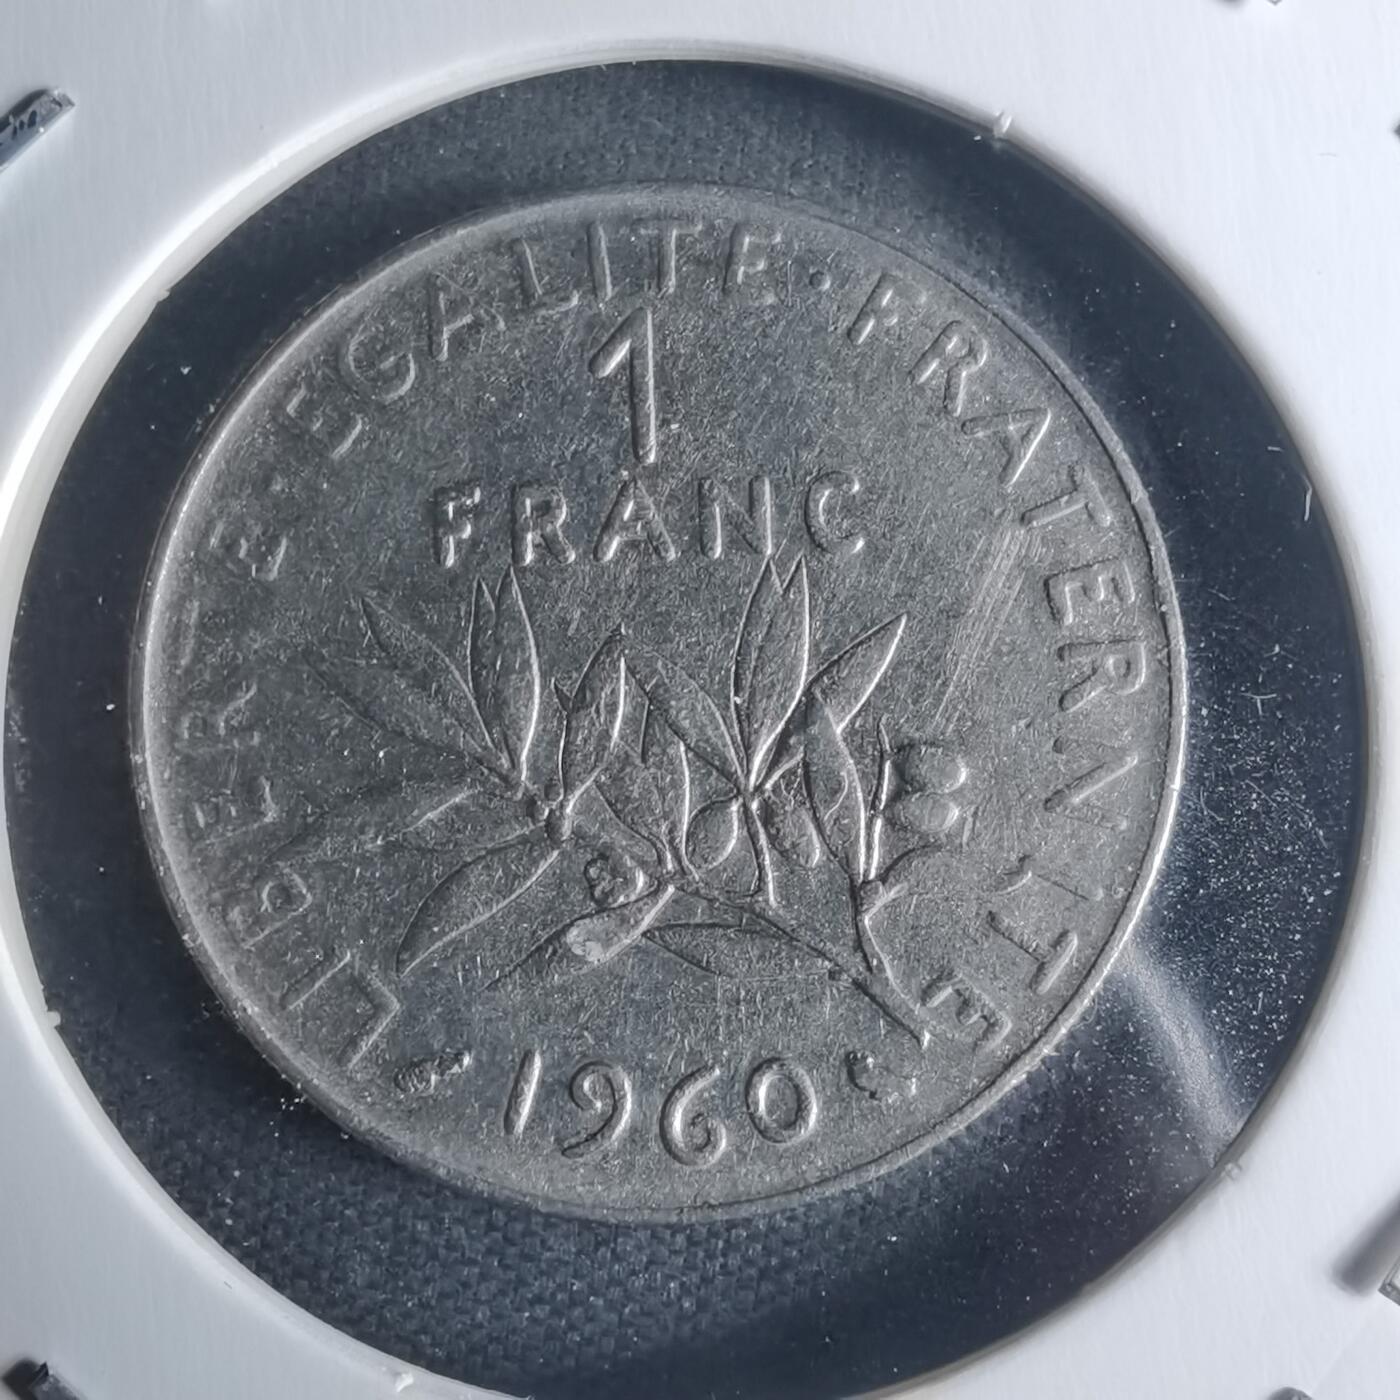 LIBERTE · EGALITE · FRATERNITE
1
FRANC
1960